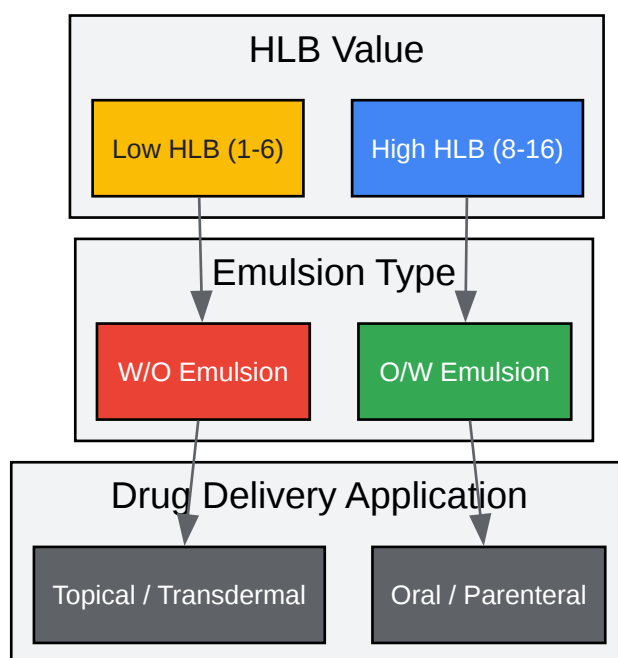 HLB Value
Low HLB (1-6)
High HLB (8-16)
Emulsion Type
W/O Emulsion
O/W Emulsion
Drug Delivery Application
Topical / Transdermal
Oral / Parenteral